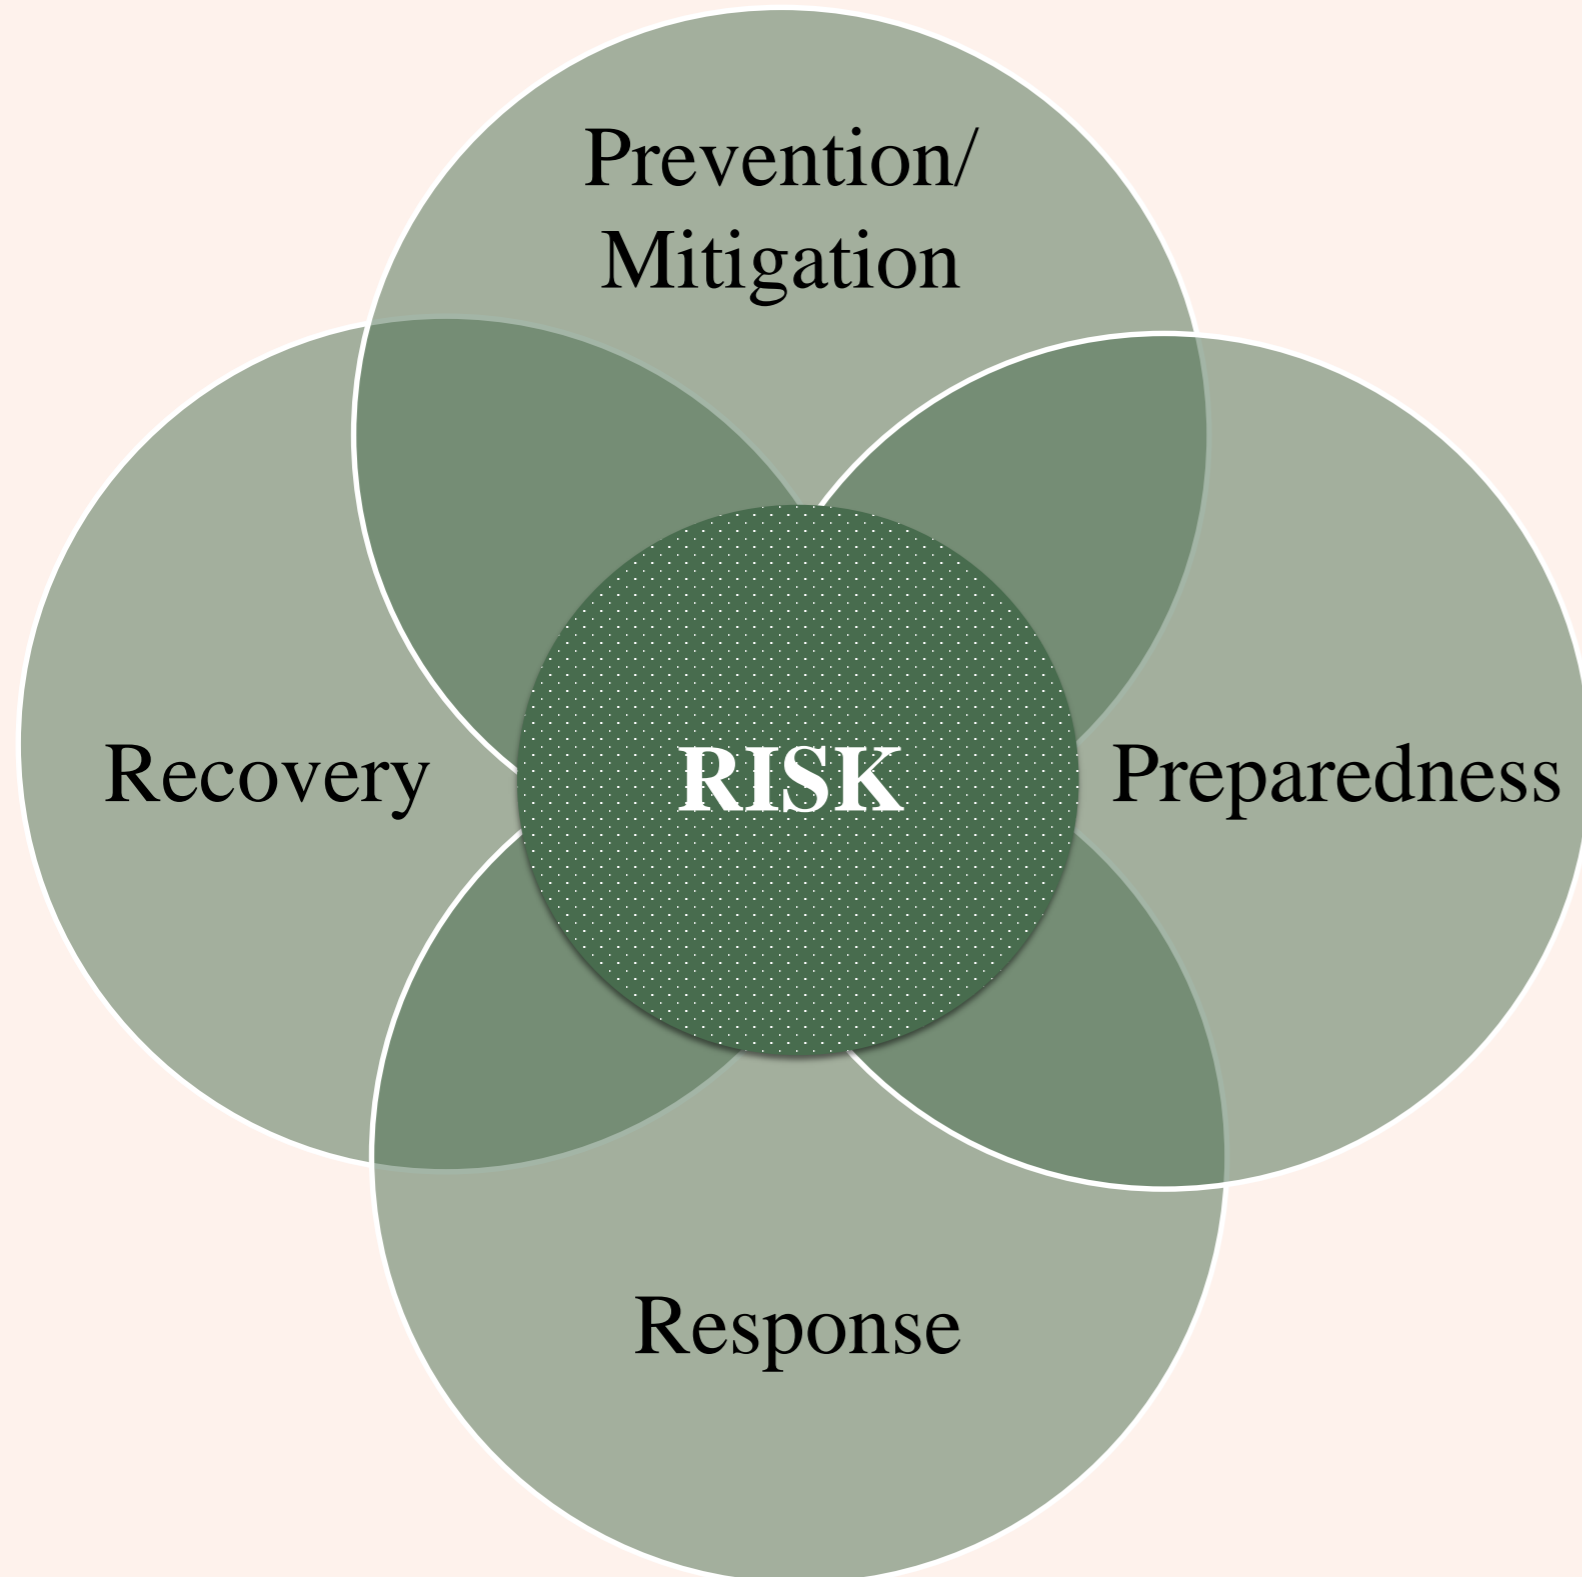 Prevention/
Mitigation
Recovery
RISK
Preparedness
Response